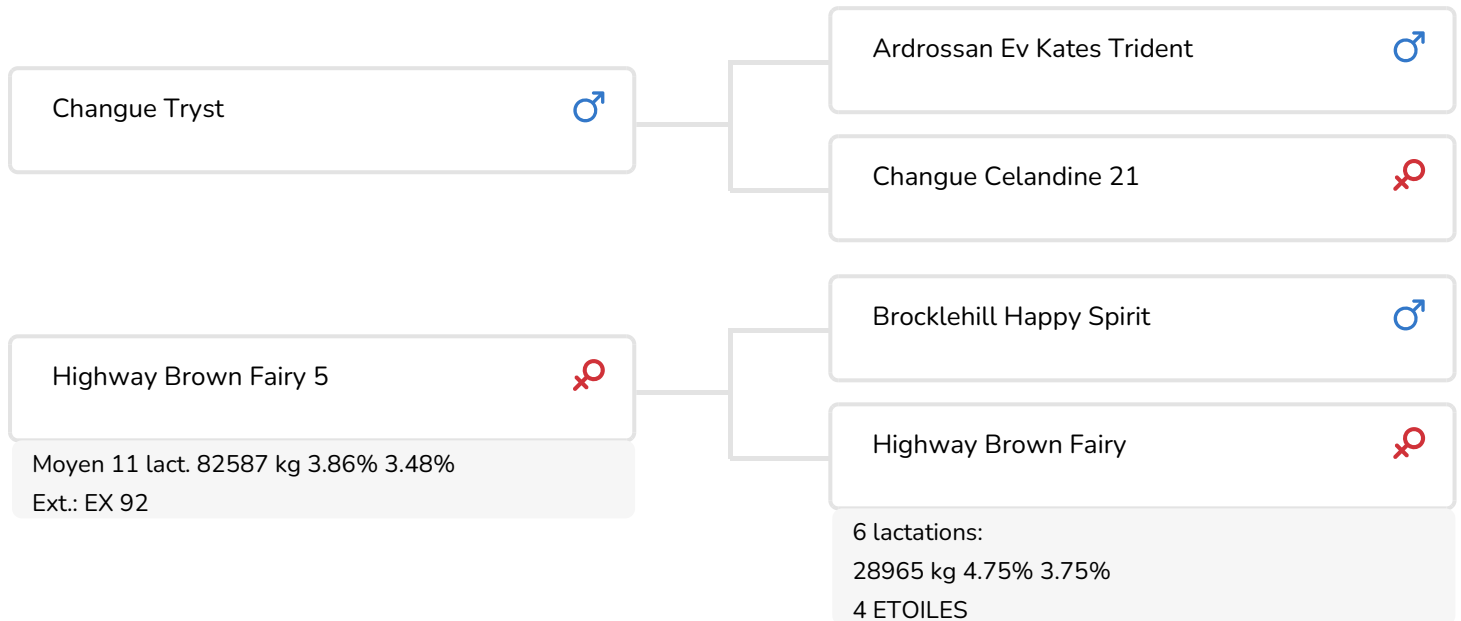 Ardrossan Ev Kates Trident
Changue Tryst
Changue Celandine 21
Brocklehill Happy Spirit
Highway Brown Fairy 5
Moyen 11 lact. 82587 kg 3.86% 3.48%
Ext.: EX 92
Highway Brown Fairy
6 lactations:
28965 kg 4.75% 3.75%
4 ETOILES